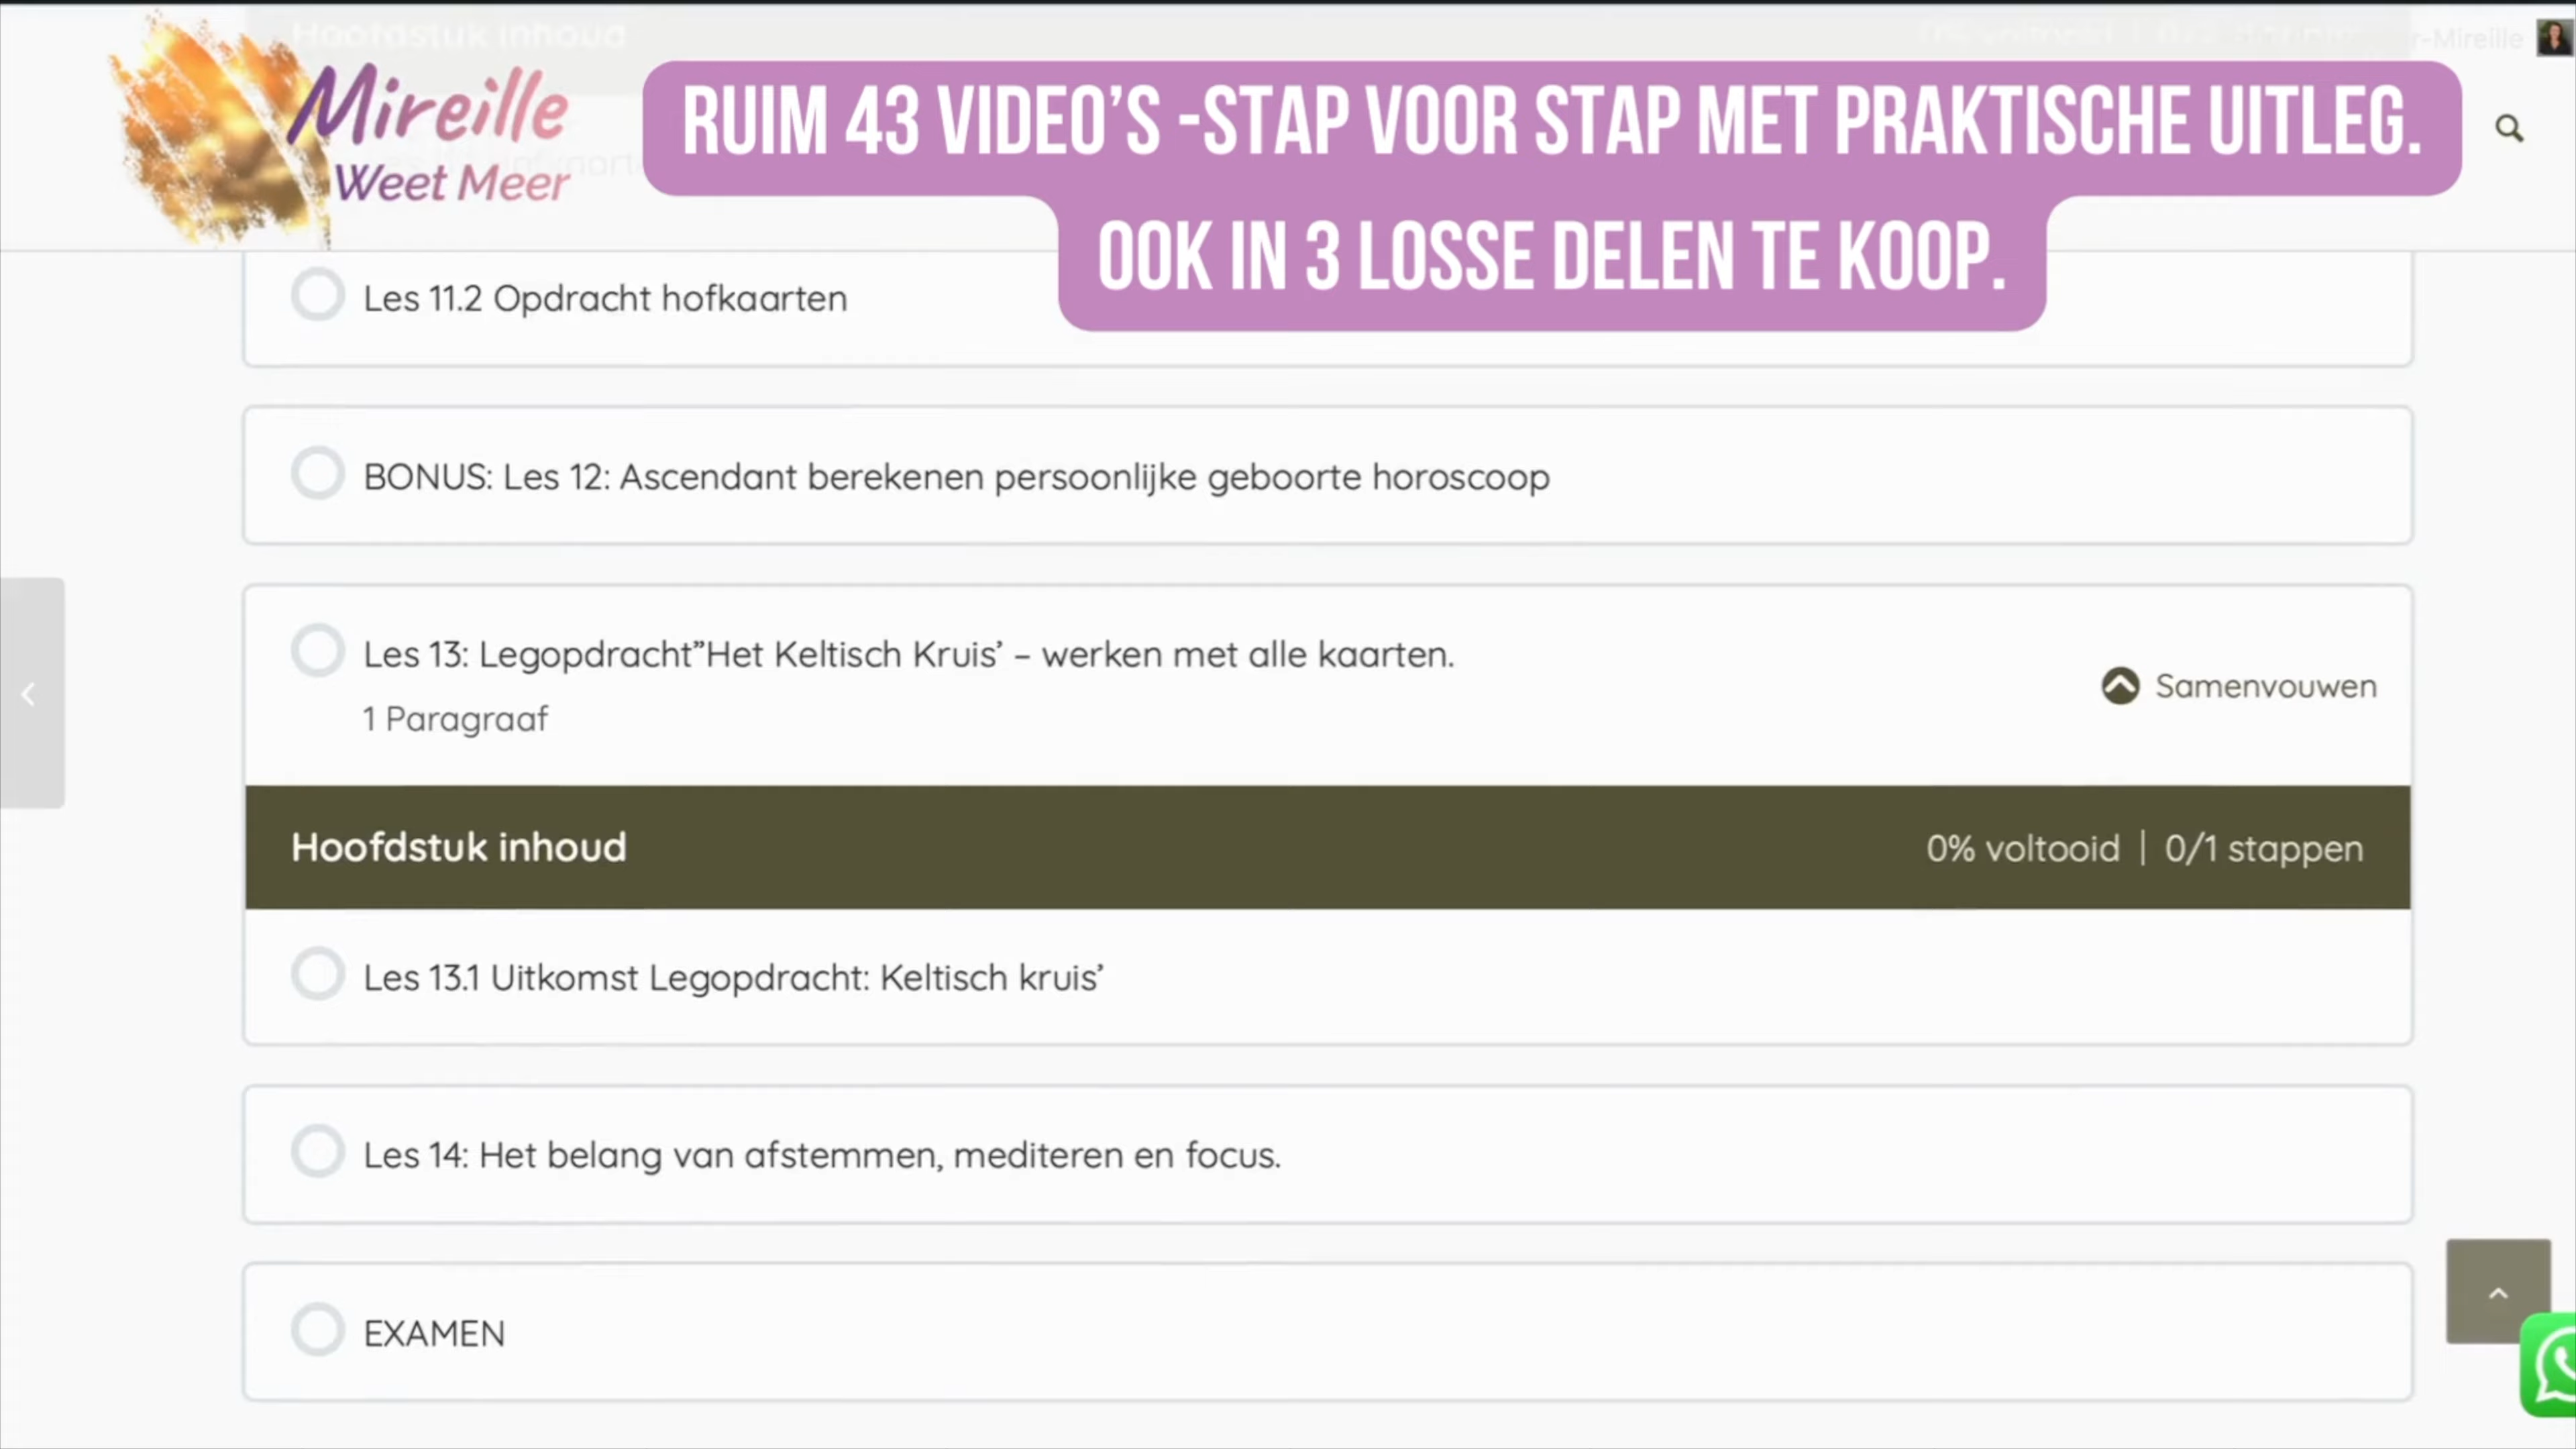 Hoofdstuk inhoud
r-Mireille
Mireille
Weet Meer
RUIM 43 VIDEO’S -STAP VOOR STAP MET PRAKTISCHE UITLEG.
OOK IN 3 LOSSE DELEN TE KOOP.
Les 11.2 Opdracht hofkaarten
BONUS: Les 12: Ascendant berekenen persoonlijke geboorte horoscoop
Les 13: Legopdracht”Het Keltisch Kruis’ – werken met alle kaarten.
1 Paragraaf
Samenvouwen
Hoofdstuk inhoud
0% voltooid | 0/1 stappen
Les 13.1 Uitkomst Legopdracht: Keltisch kruis’
Les 14: Het belang van afstemmen, mediteren en focus.
EXAMEN